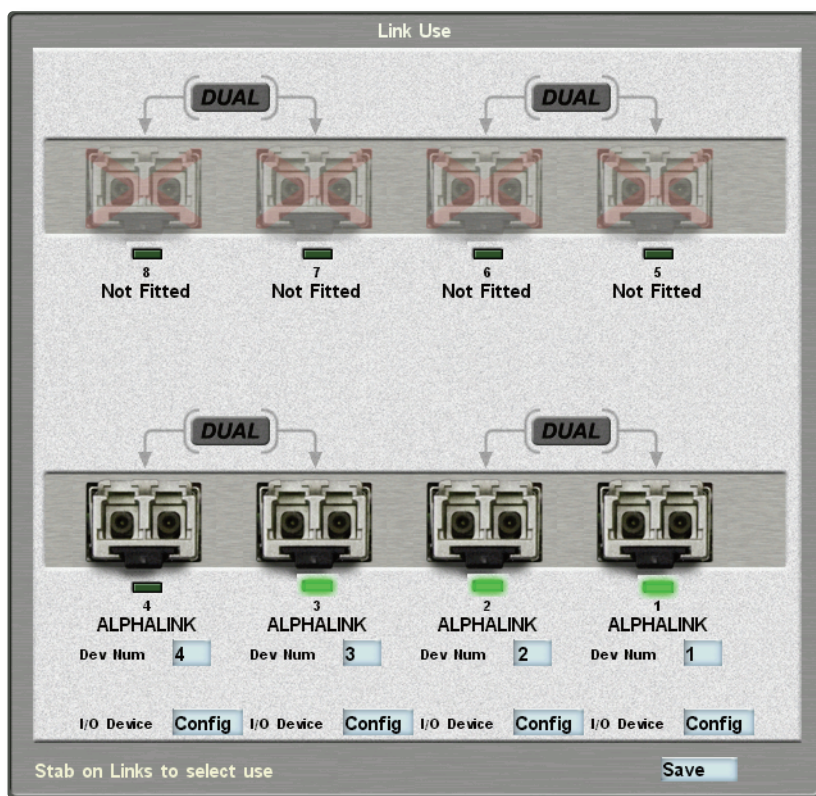 Link Use
DUAL DUAL
8 7 6 5
Not Fitted Not Fitted Not Fitted Not Fitted
DUAL DUAL
4 3 2 1
ALPHALINK ALPHALINK ALPHALINK ALPHALINK
Dev Num 4 Dev Num 3 Dev Num 2 Dev Num 1
I/O Device Config I/O Device Config I/O Device Config I/O Device Config
Stab on Links to select use Save